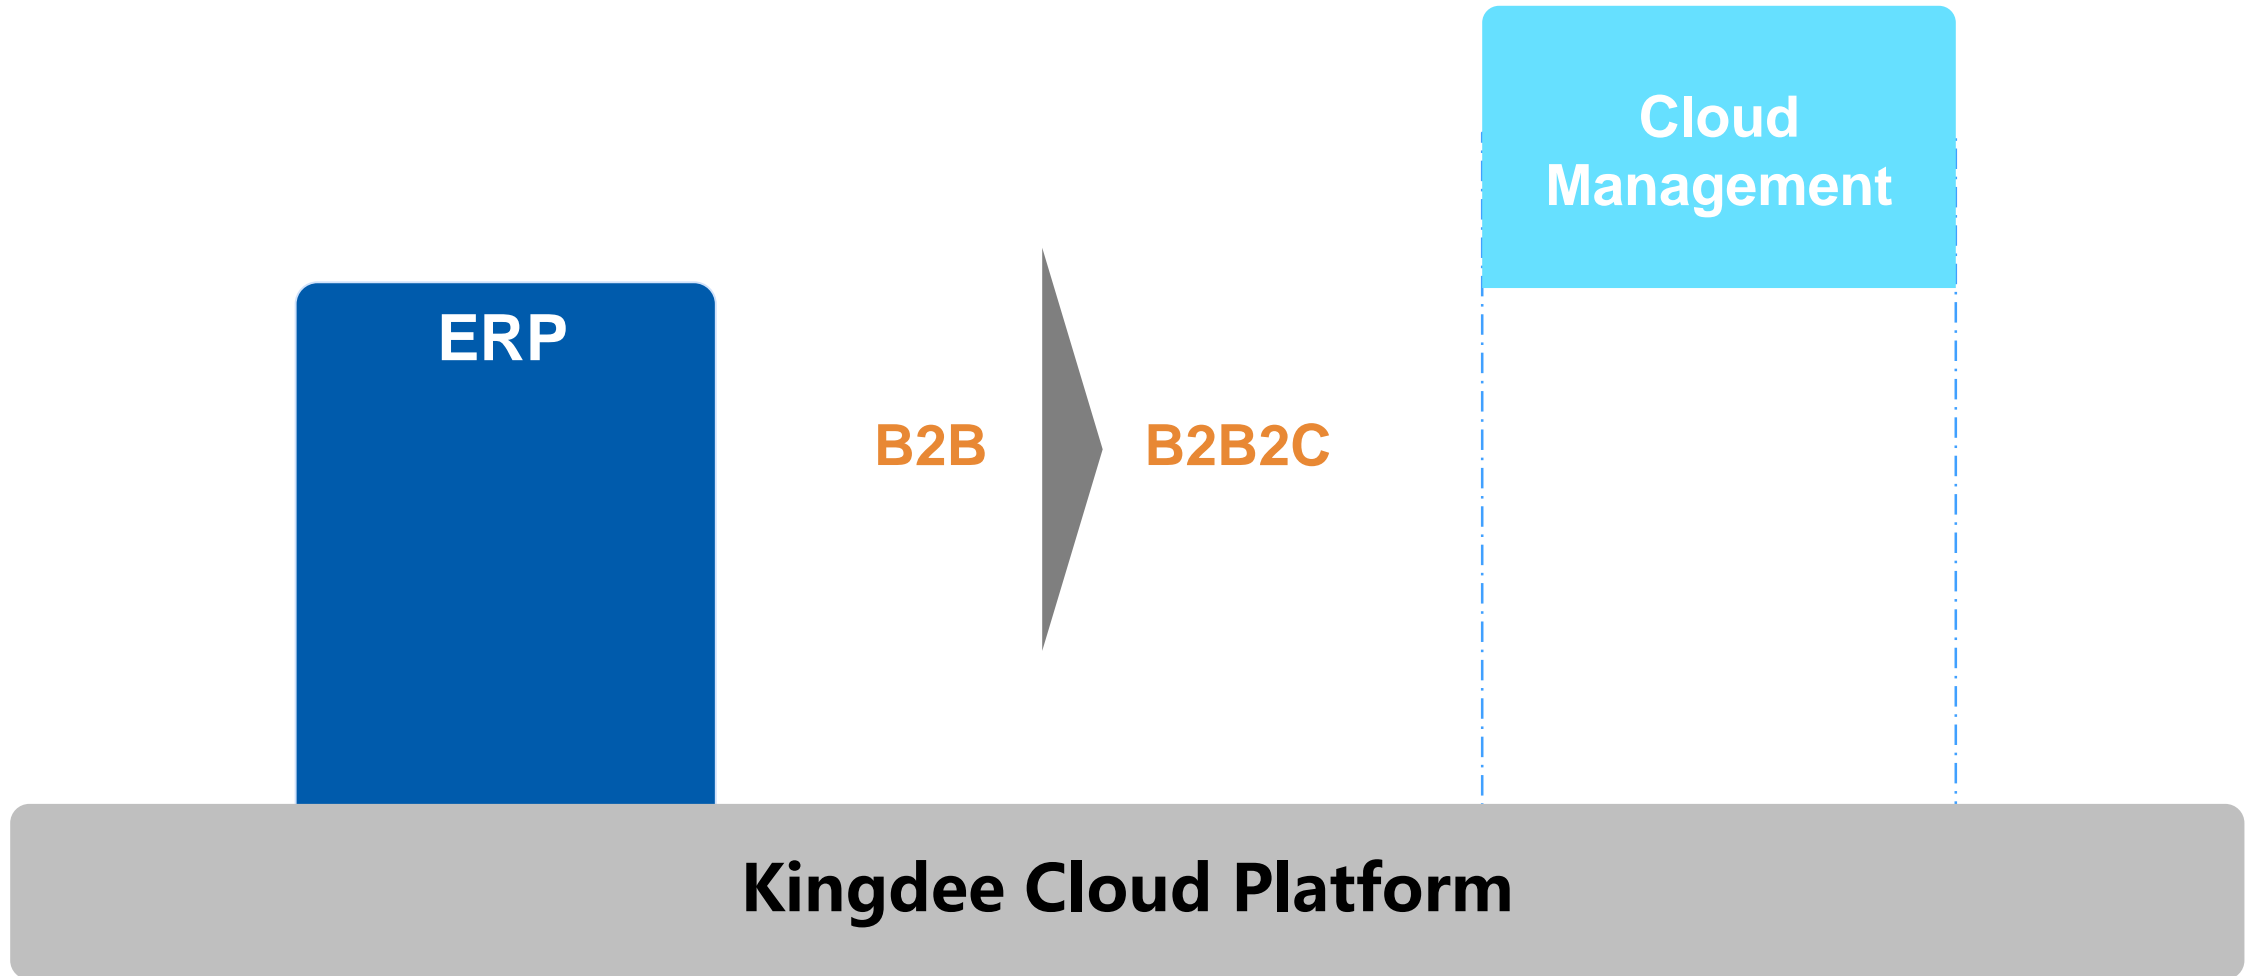 Cloud
Management
ERP
B2B
B2B2C
Kingdee Cloud Platform